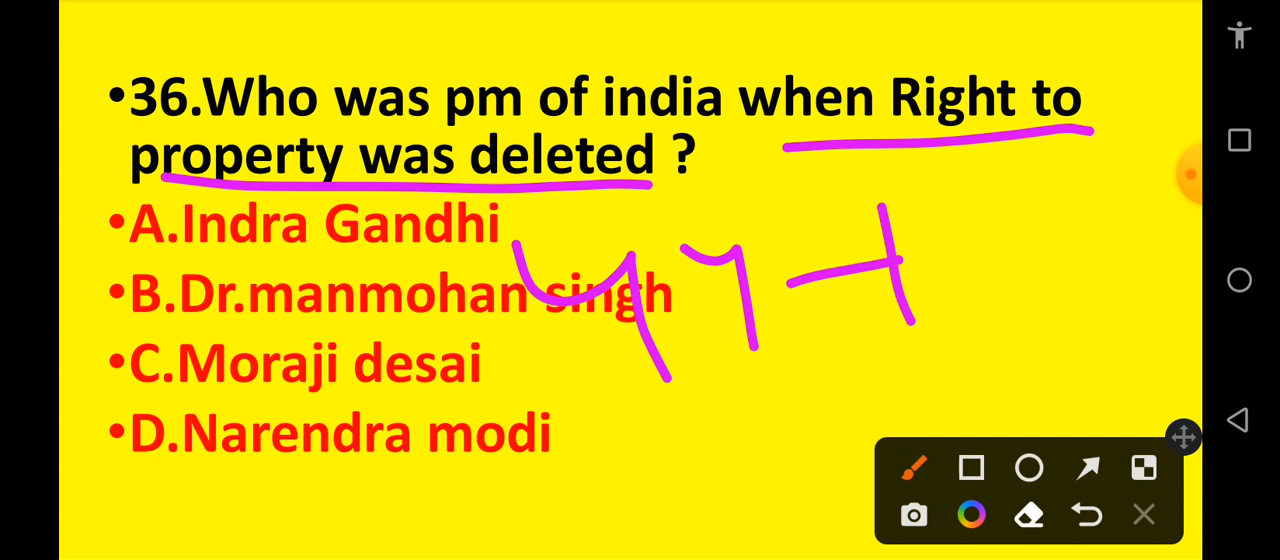 •36.Who was pm of india when Right to
property was deleted ?
•A.Indra Gandhi
•B.Dr.manmohan singh
•C.Moraji desai
•D.Narendra modi